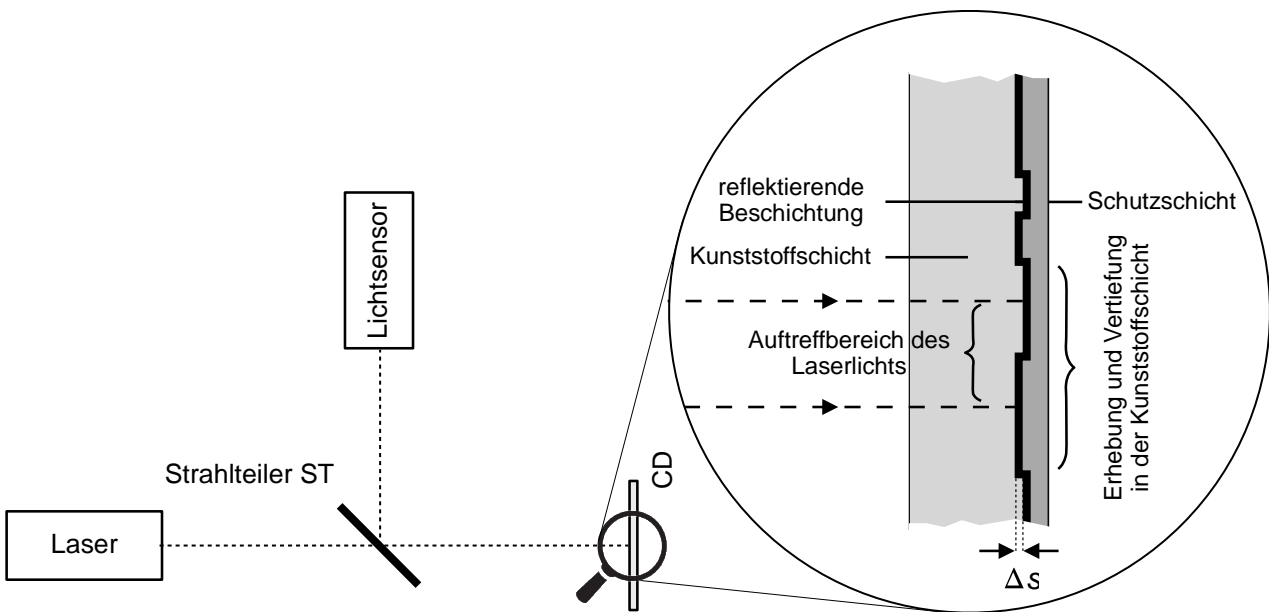 reflektierende
Beschichtung
Schutzschicht
Kunststoffschicht
Auftreffbereich des
Laserlichts
Erhebung und Vertiefung
in der Kunststoffschicht
Δs
Lichtsensor
Strahlteiler ST
CD
Laser